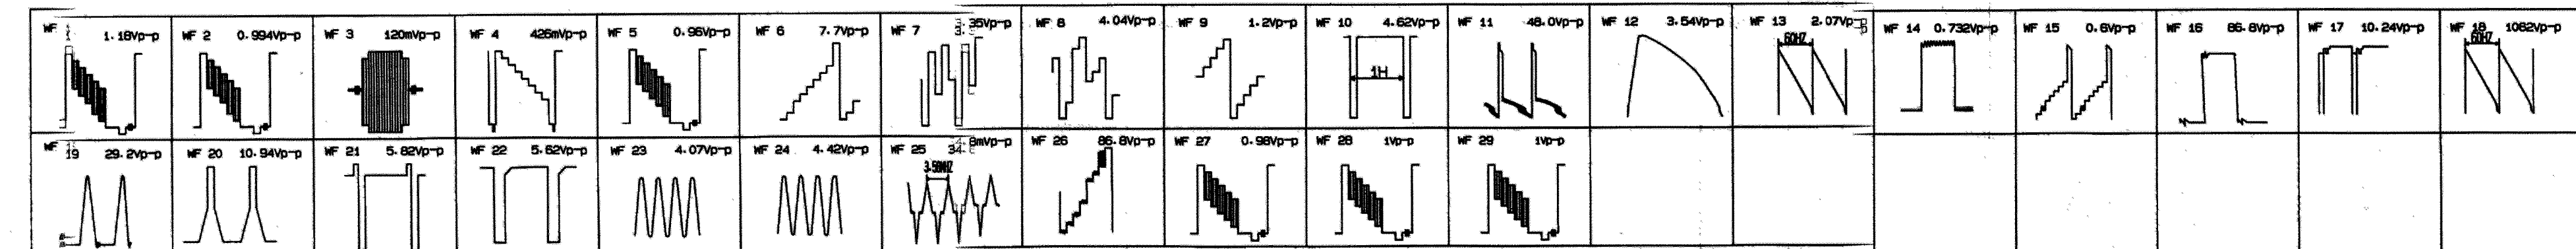 WF 1 1.18Vp-p
WF 2 0.994Vp-p
WF 3 120mVp-p
WF 4 426mVp-p
WF 5 0.96Vp-p
WF 6 7.7Vp-p
WF 7 3.35Vp-p
WF 8 4.04Vp-p
WF 9 1.2Vp-p
WF 10 4.62Vp-p
1H
WF 11 48.0Vp-p
WF 12 3.54Vp-p
WF 13 2.07Vp-p
60HZ
WF 14 0.732Vp-p
WF 15 0.6Vp-p
WF 16 86.8Vp-p
WF 17 10.24Vp-p
WF 18 1082Vp-p
60HZ
WF 19 29.2Vp-p
WF 20 10.94Vp-p
WF 21 5.82Vp-p
WF 22 5.62Vp-p
WF 23 4.07Vp-p
WF 24 4.42Vp-p
WF 25
3.58MHZ
WF 26 86.8Vp-p
WF 27 0.98Vp-p
WF 28 1Vp-p
WF 29 1Vp-p